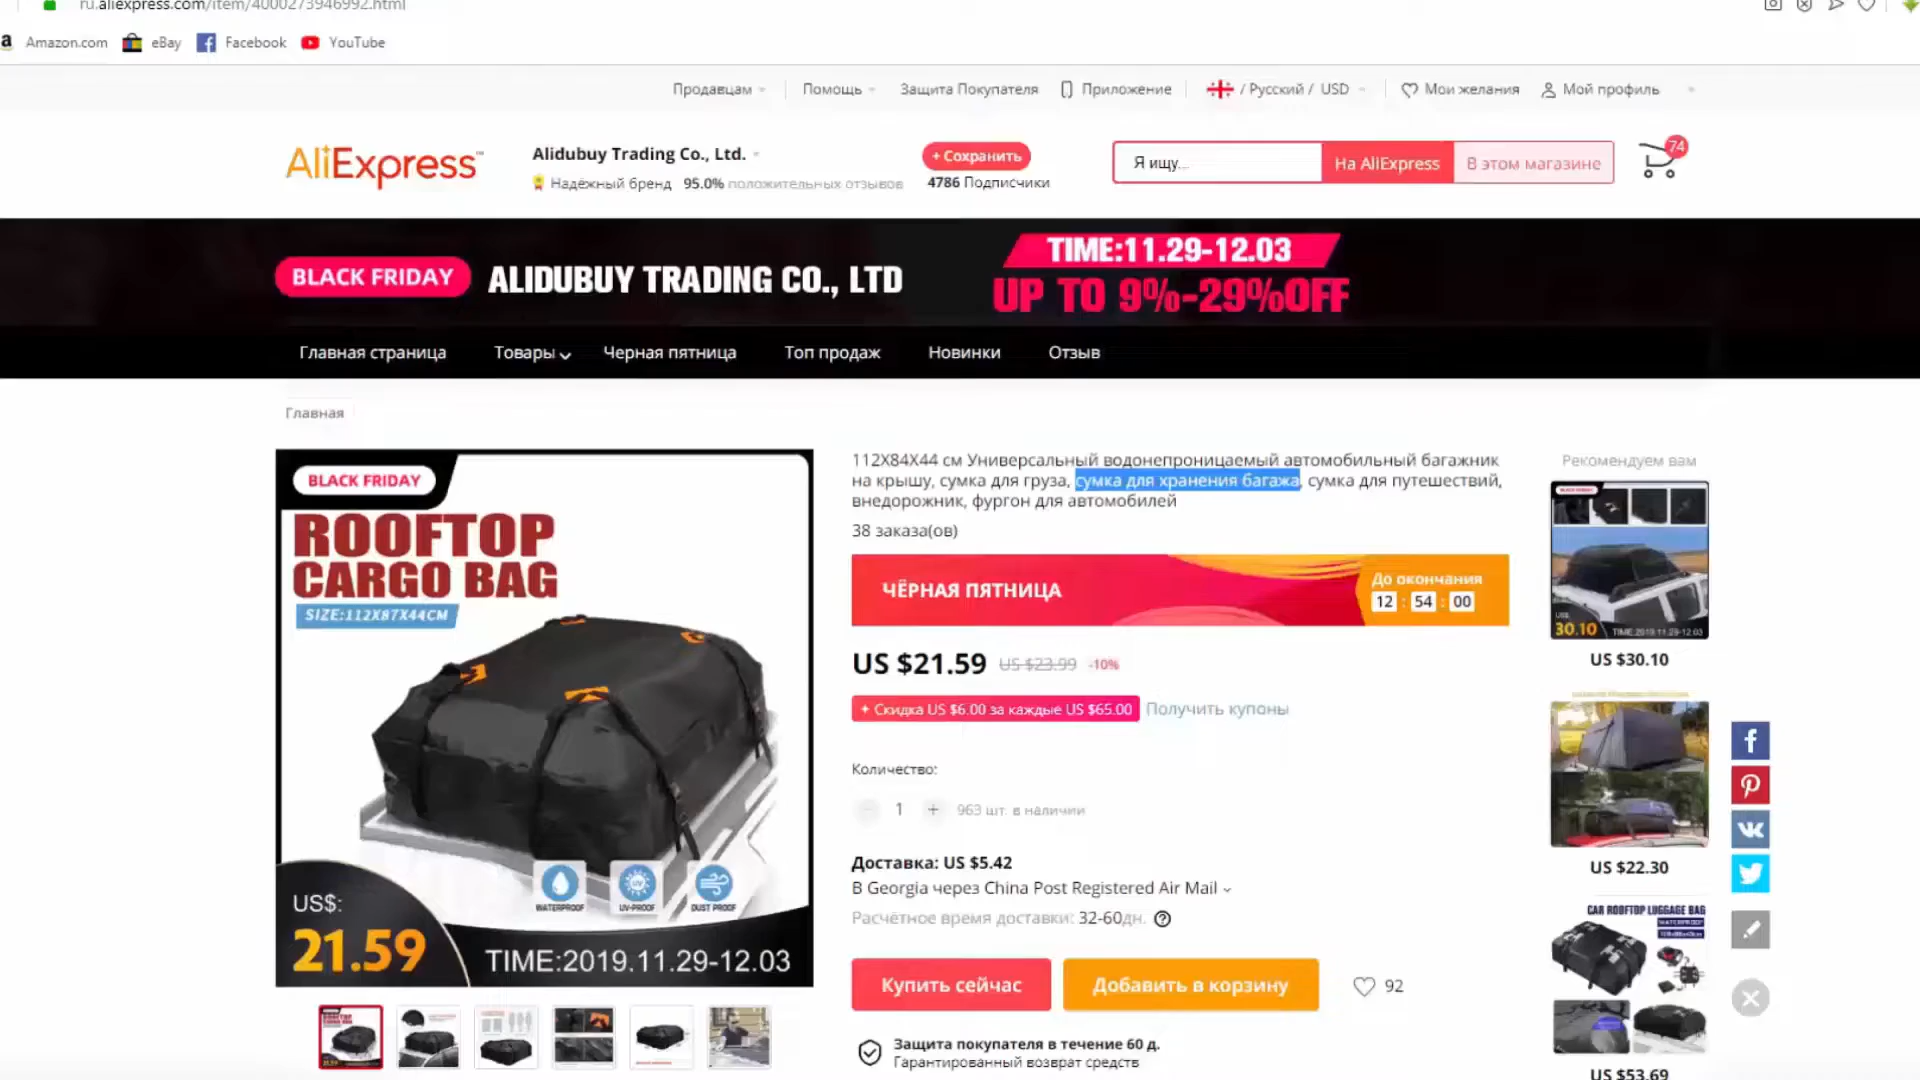 ru.aliexpress.com/item/4000273946992.html
Amazon.com eBay Facebook YouTube
Продавцам Помощь Защита Покупателя Приложение / Русский / USD Мои желания Мой профиль
AliExpress
Alidubuy Trading Co., Ltd.
Надёжный бренд 95.0% положительных отзывов
+ Сохранить
4786 Подписчики
Я ищу... На AliExpress В этом магазине
74
BLACK FRIDAY ALIDUBUY TRADING CO., LTD
TIME:11.29-12.03
UP TO 9%-29%OFF
Главная страница Товары Черная пятница Топ продаж Новинки Отзыв
Главная
BLACK FRIDAY
ROOFTOP
CARGO BAG
SIZE:112X87X44CM
WATERPROOF UV-PROOF DUST PROOF
US$:
21.59
TIME:2019.11.29-12.03
112X84X44 см Универсальный водонепроницаемый автомобильный багажник
на крышу, сумка для груза, сумка для хранения багажа, сумка для путешествий,
внедорожник, фургон для автомобилей
38 заказа(ов)
ЧЁРНАЯ ПЯТНИЦА
До окончания
12 : 54 : 00
US $21.59 US $23.99 -10%
+ Скидка US $6.00 за каждые US $65.00 Получить купоны
Количество:
1 + 963 шт. в наличии
Доставка: US $5.42
В Georgia через China Post Registered Air Mail
Расчётное время доставки: 32-60дн.
Купить сейчас Добавить в корзину 92
Защита покупателя в течение 60 д.
Гарантированный возврат средств
Рекомендуем вам
30.10 TIME:2019.11.29-12.03
US $30.10
US $22.30
CAR ROOFTOP LUGGAGE BAG
WATERPROOF
US $53.69